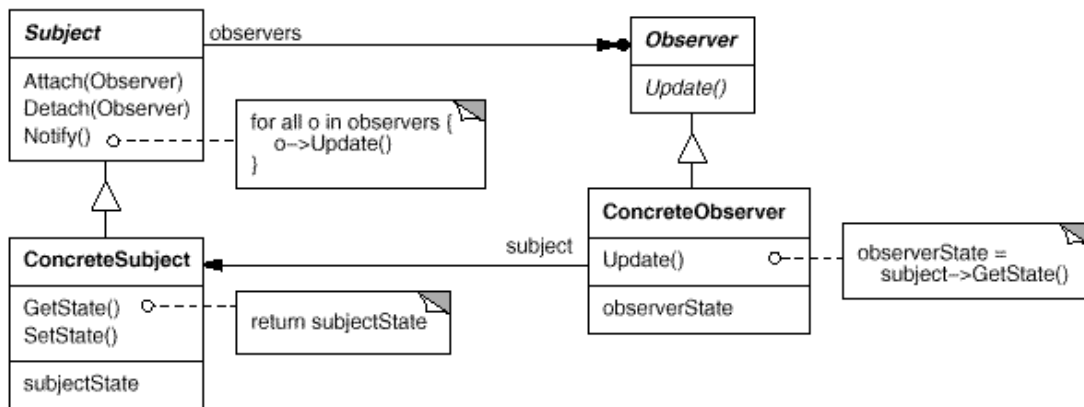 Subject
observers
Observer
Attach(Observer)
Detach(Observer)
Notify()
Update()
for all o in observers {
o−>Update()
}
ConcreteSubject
subject
ConcreteObserver
GetState()
SetState()
return subjectState
Update()
observerState =
subject−>GetState()
observerState
subjectState